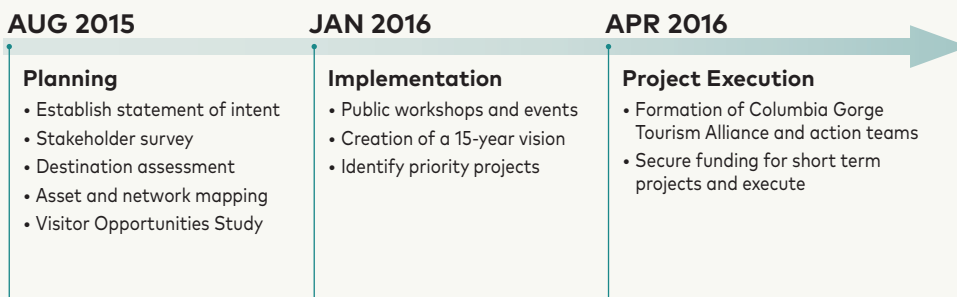 AUG 2015
Planning
• Establish statement of intent
• Stakeholder survey
• Destination assessment
• Asset and network mapping
• Visitor Opportunities Study
JAN 2016
Implementation
• Public workshops and events
• Creation of a 15-year vision
• Identify priority projects
APR 2016
Project Execution
• Formation of Columbia Gorge
Tourism Alliance and action teams
• Secure funding for short term
projects and execute